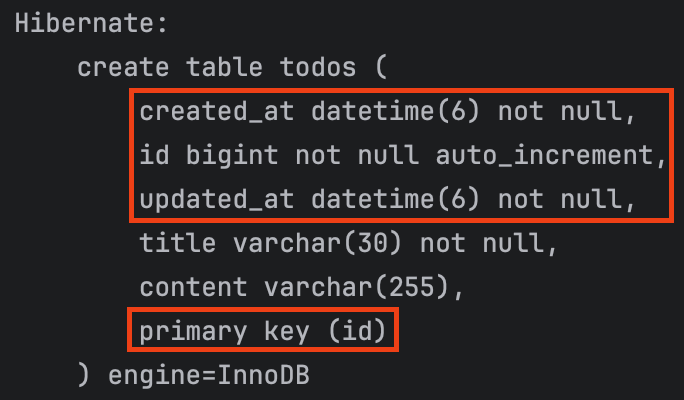 Hibernate:
create table todos (
created_at datetime(6) not null,
id bigint not null auto_increment,
updated_at datetime(6) not null,
title varchar(30) not null,
content varchar(255),
primary key (id)
) engine=InnoDB